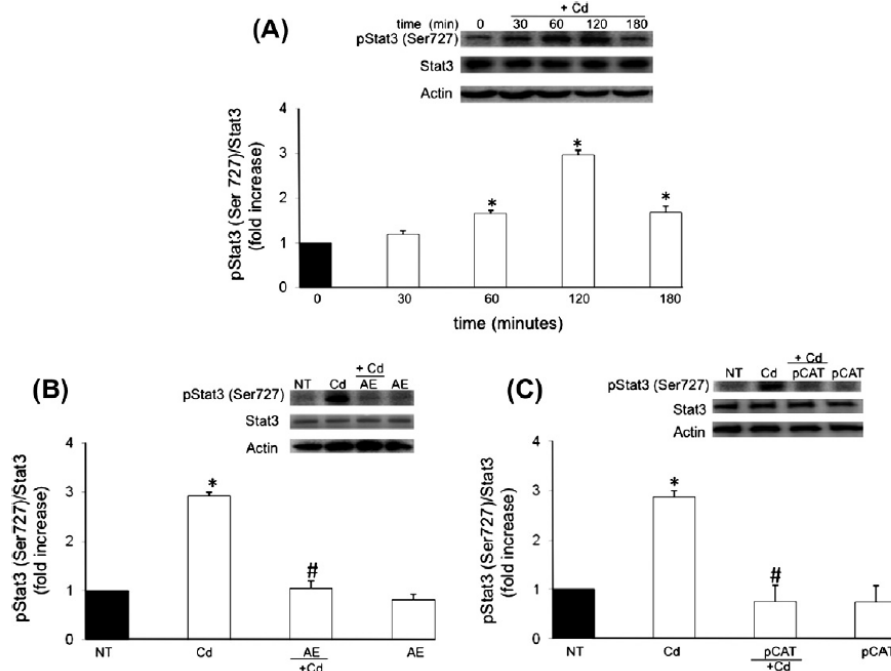 + Cd
time (min) 0 30 60 120 180
(A)
pStat3 (Ser727)
Stat3
Actin
pStat3 (Ser 727)/Stat3
(fold increase)
4
3
2
1
0
* * *
0 30 60 120 180
time (minutes)
(B)
+ Cd
NT Cd AE AE
pStat3 (Ser727)
Stat3
Actin
pStat3 (Ser727)/Stat3
(fold increase)
4
3
2
1
0
*
#
NT Cd AE AE
+Cd
(C)
+ Cd
NT Cd pCAT pCAT
pStat3 (Ser727)
Stat3
Actin
pStat3 (Ser727)/Stat3
(fold increase)
4
3
2
1
0
*
#
NT Cd pCAT pCAT
+Cd